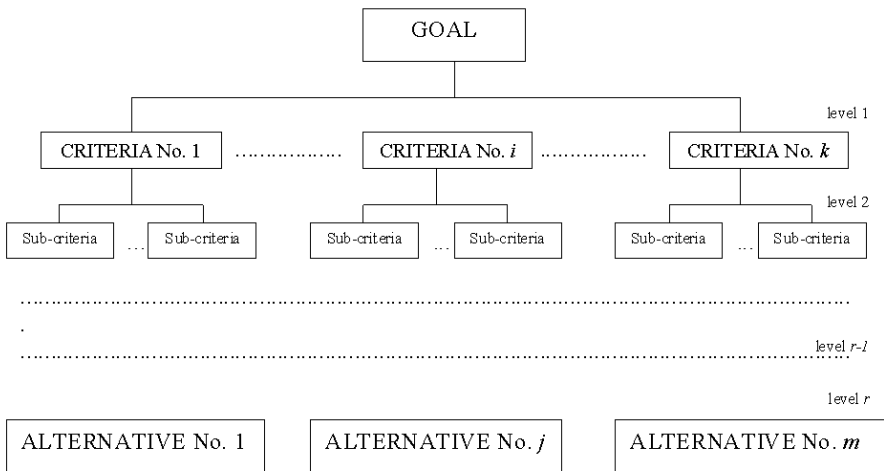 GOAL
level 1
CRITERIA No. 1 .................. CRITERIA No. i .................. CRITERIA No. k
level 2
Sub-criteria ... Sub-criteria Sub-criteria ... Sub-criteria Sub-criteria ... Sub-criteria
................................................................................
.
................................................................................
level r-1
level r
ALTERNATIVE No. 1 ALTERNATIVE No. j ALTERNATIVE No. m